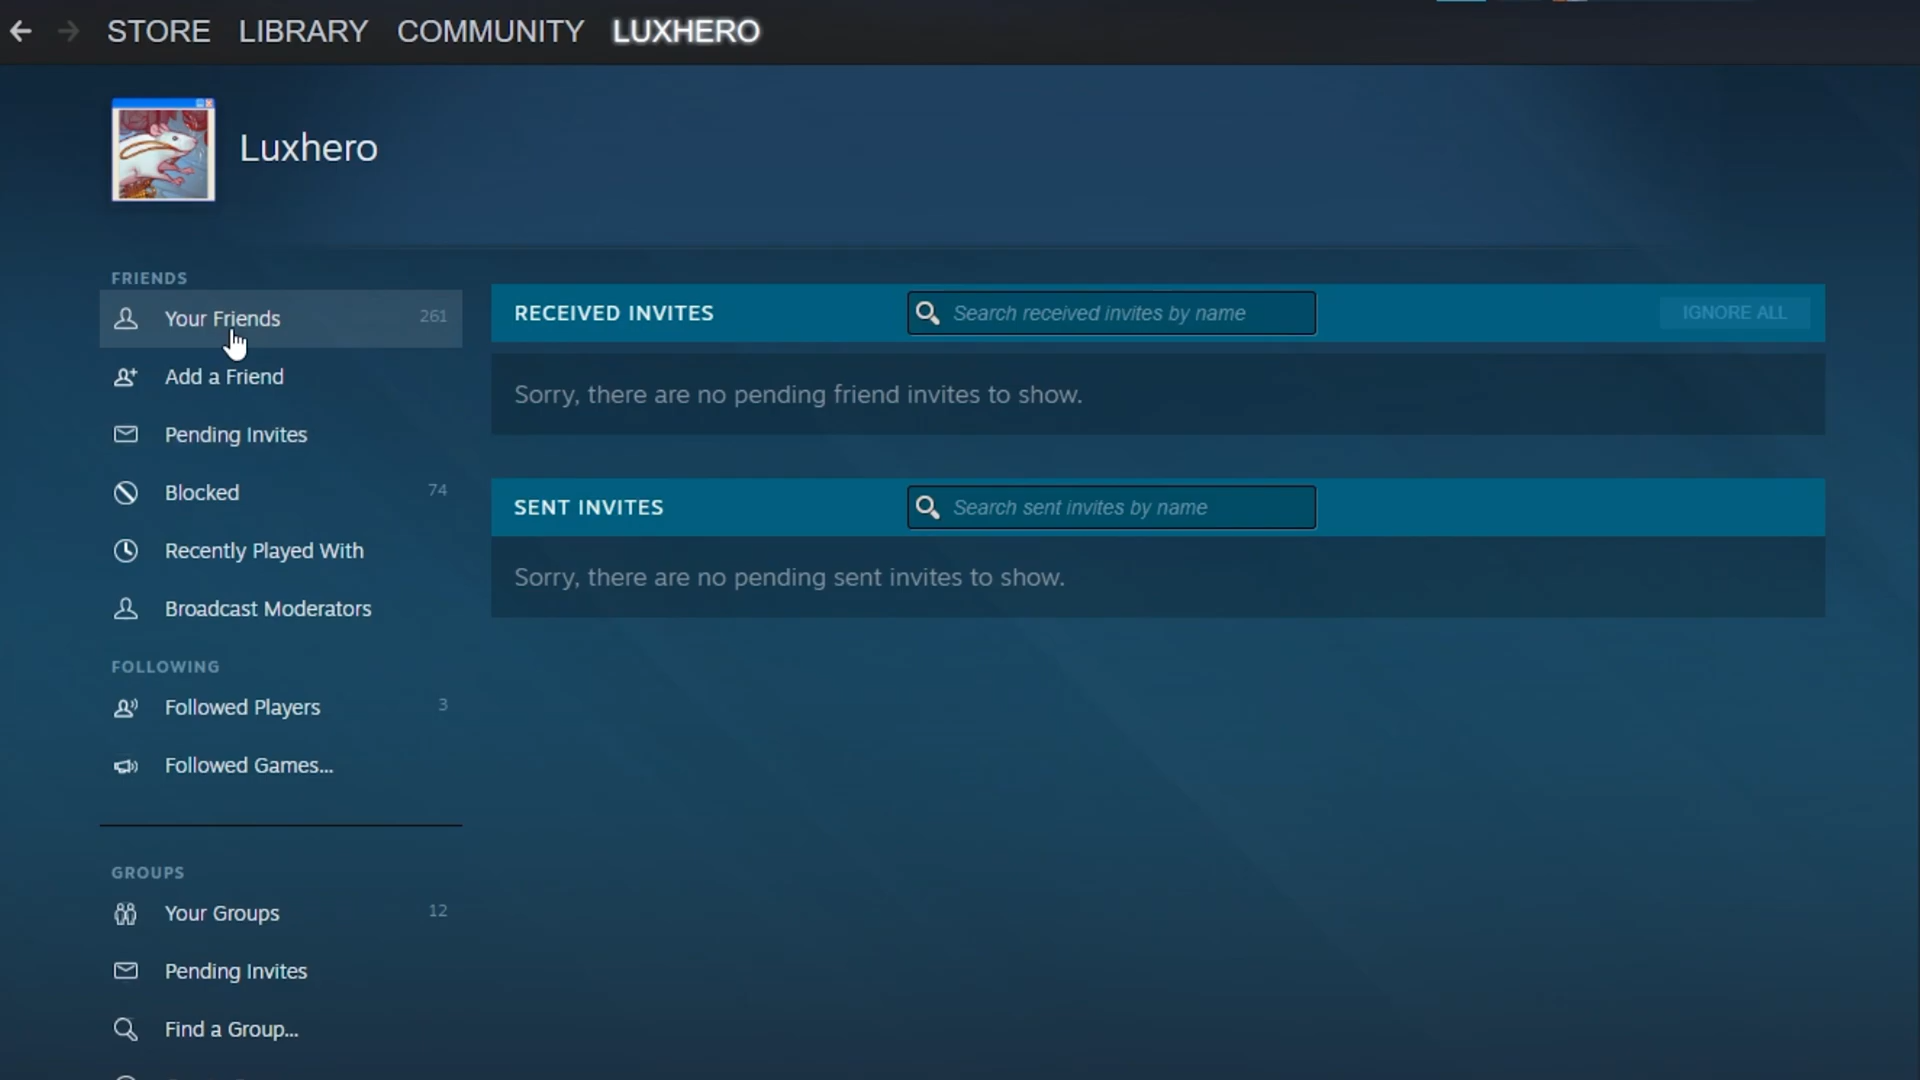 STORE LIBRARY COMMUNITY LUXHERO
Luxhero
FRIENDS
Your Friends 261
Add a Friend
Pending Invites
Blocked 74
Recently Played With
Broadcast Moderators
FOLLOWING
Followed Players 3
Followed Games...
GROUPS
Your Groups 12
Pending Invites
Find a Group...
RECEIVED INVITES Search received invites by name IGNORE ALL
Sorry, there are no pending friend invites to show.
SENT INVITES Search sent invites by name
Sorry, there are no pending sent invites to show.